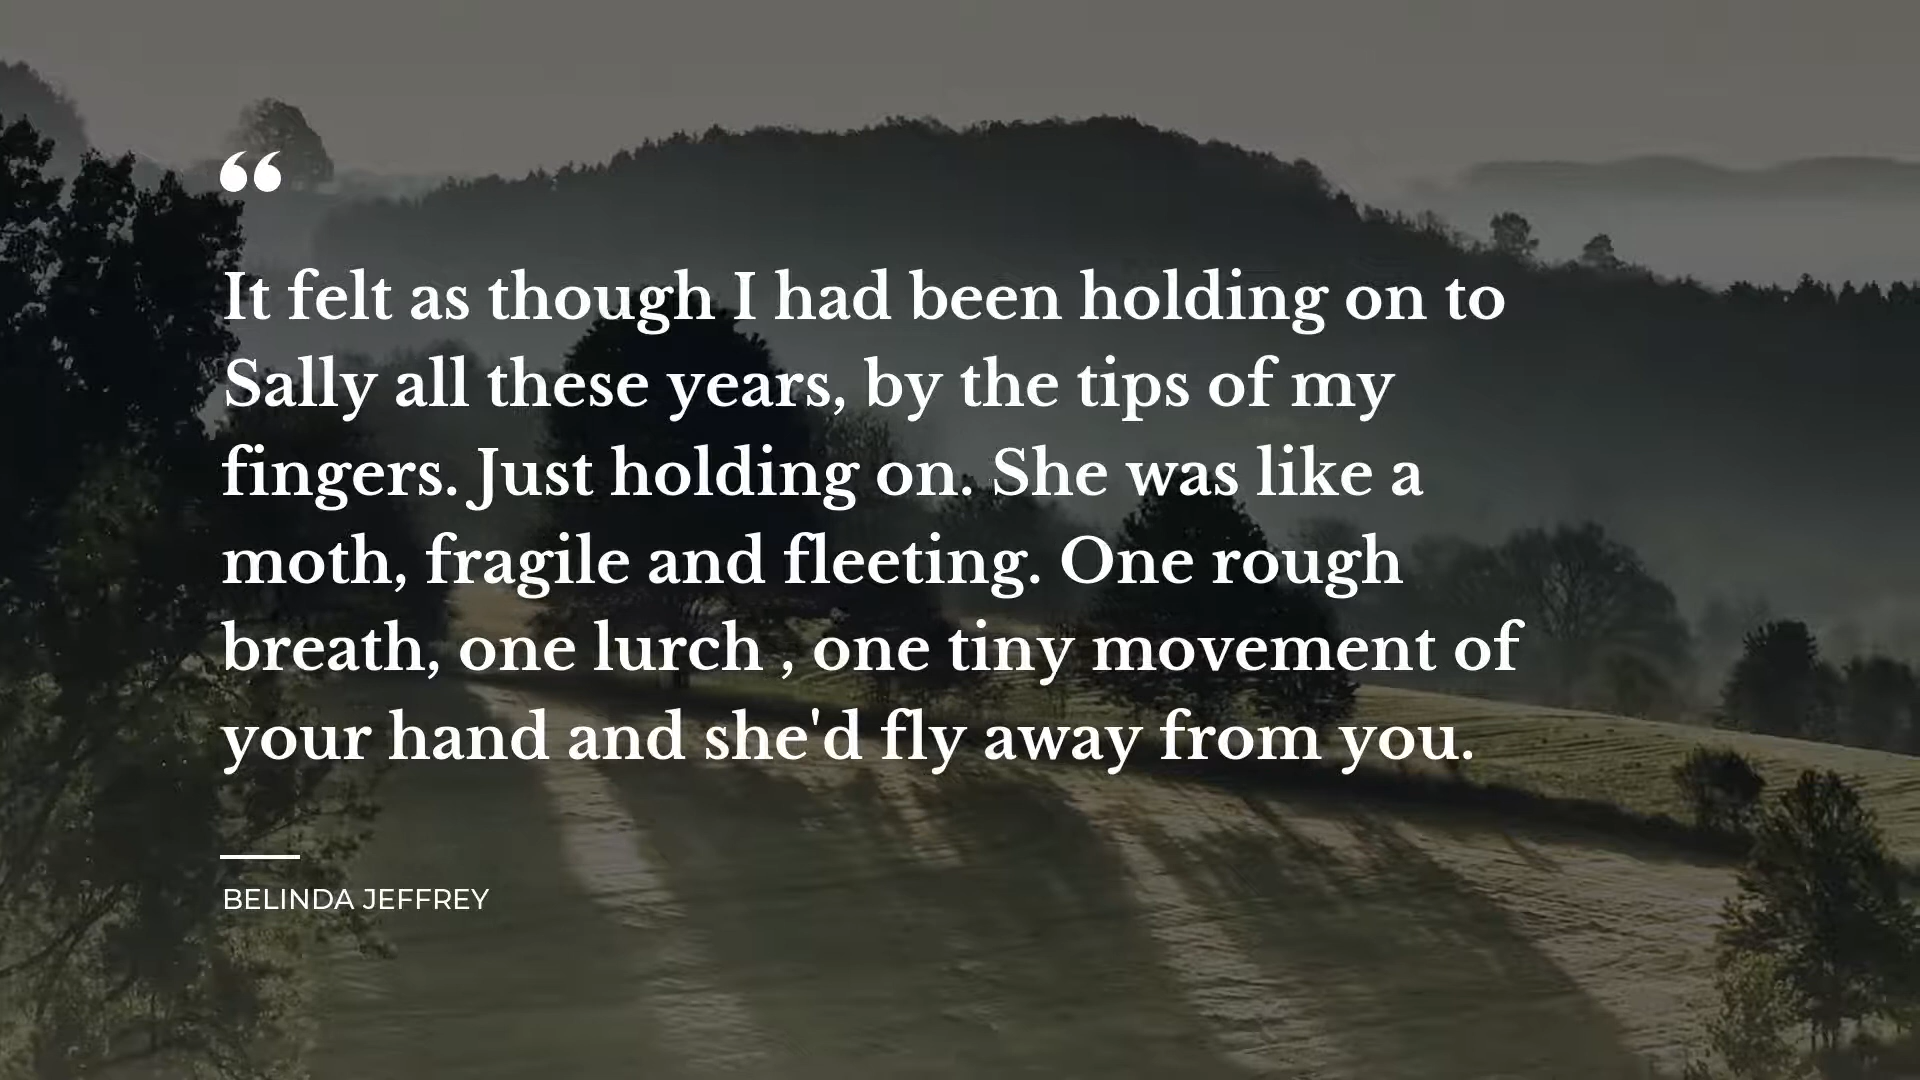 “
It felt as though I had been holding on to
Sally all these years, by the tips of my
fingers. Just holding on. She was like a
moth, fragile and fleeting. One rough
breath, one lurch , one tiny movement of
your hand and she'd fly away from you.
BELINDA JEFFREY